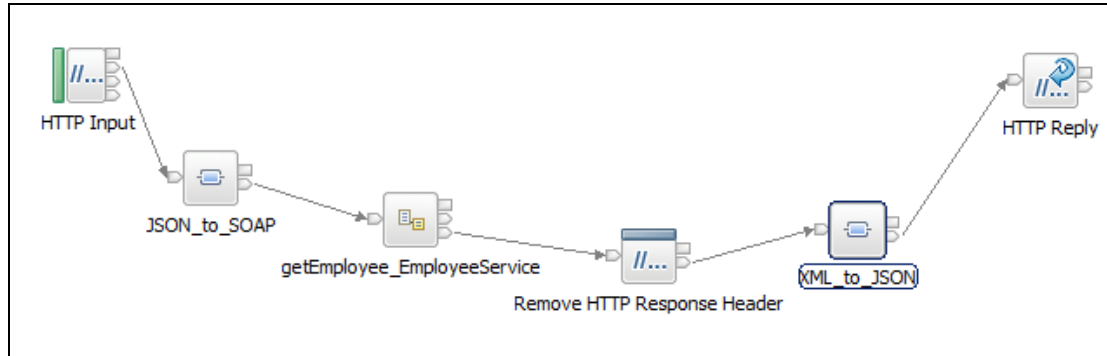 //...
HTTP Input
JSON_to_SOAP
getEmployee_EmployeeService
//...
Remove HTTP Response Header
XML_to_JSON
//...
HTTP Reply